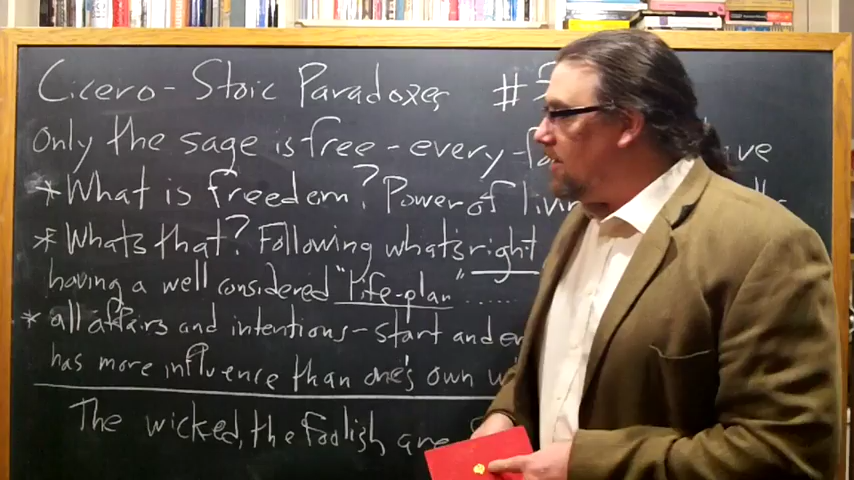 Cicero - Stoic Paradoxes #
Only the sage is free - every
*What is freedom? Power of
*Whats that? Following what's right
having a well considered "life-plan" ......
* all affairs and intentions - start and
has more influence than one's own
The wicked, the foolish are